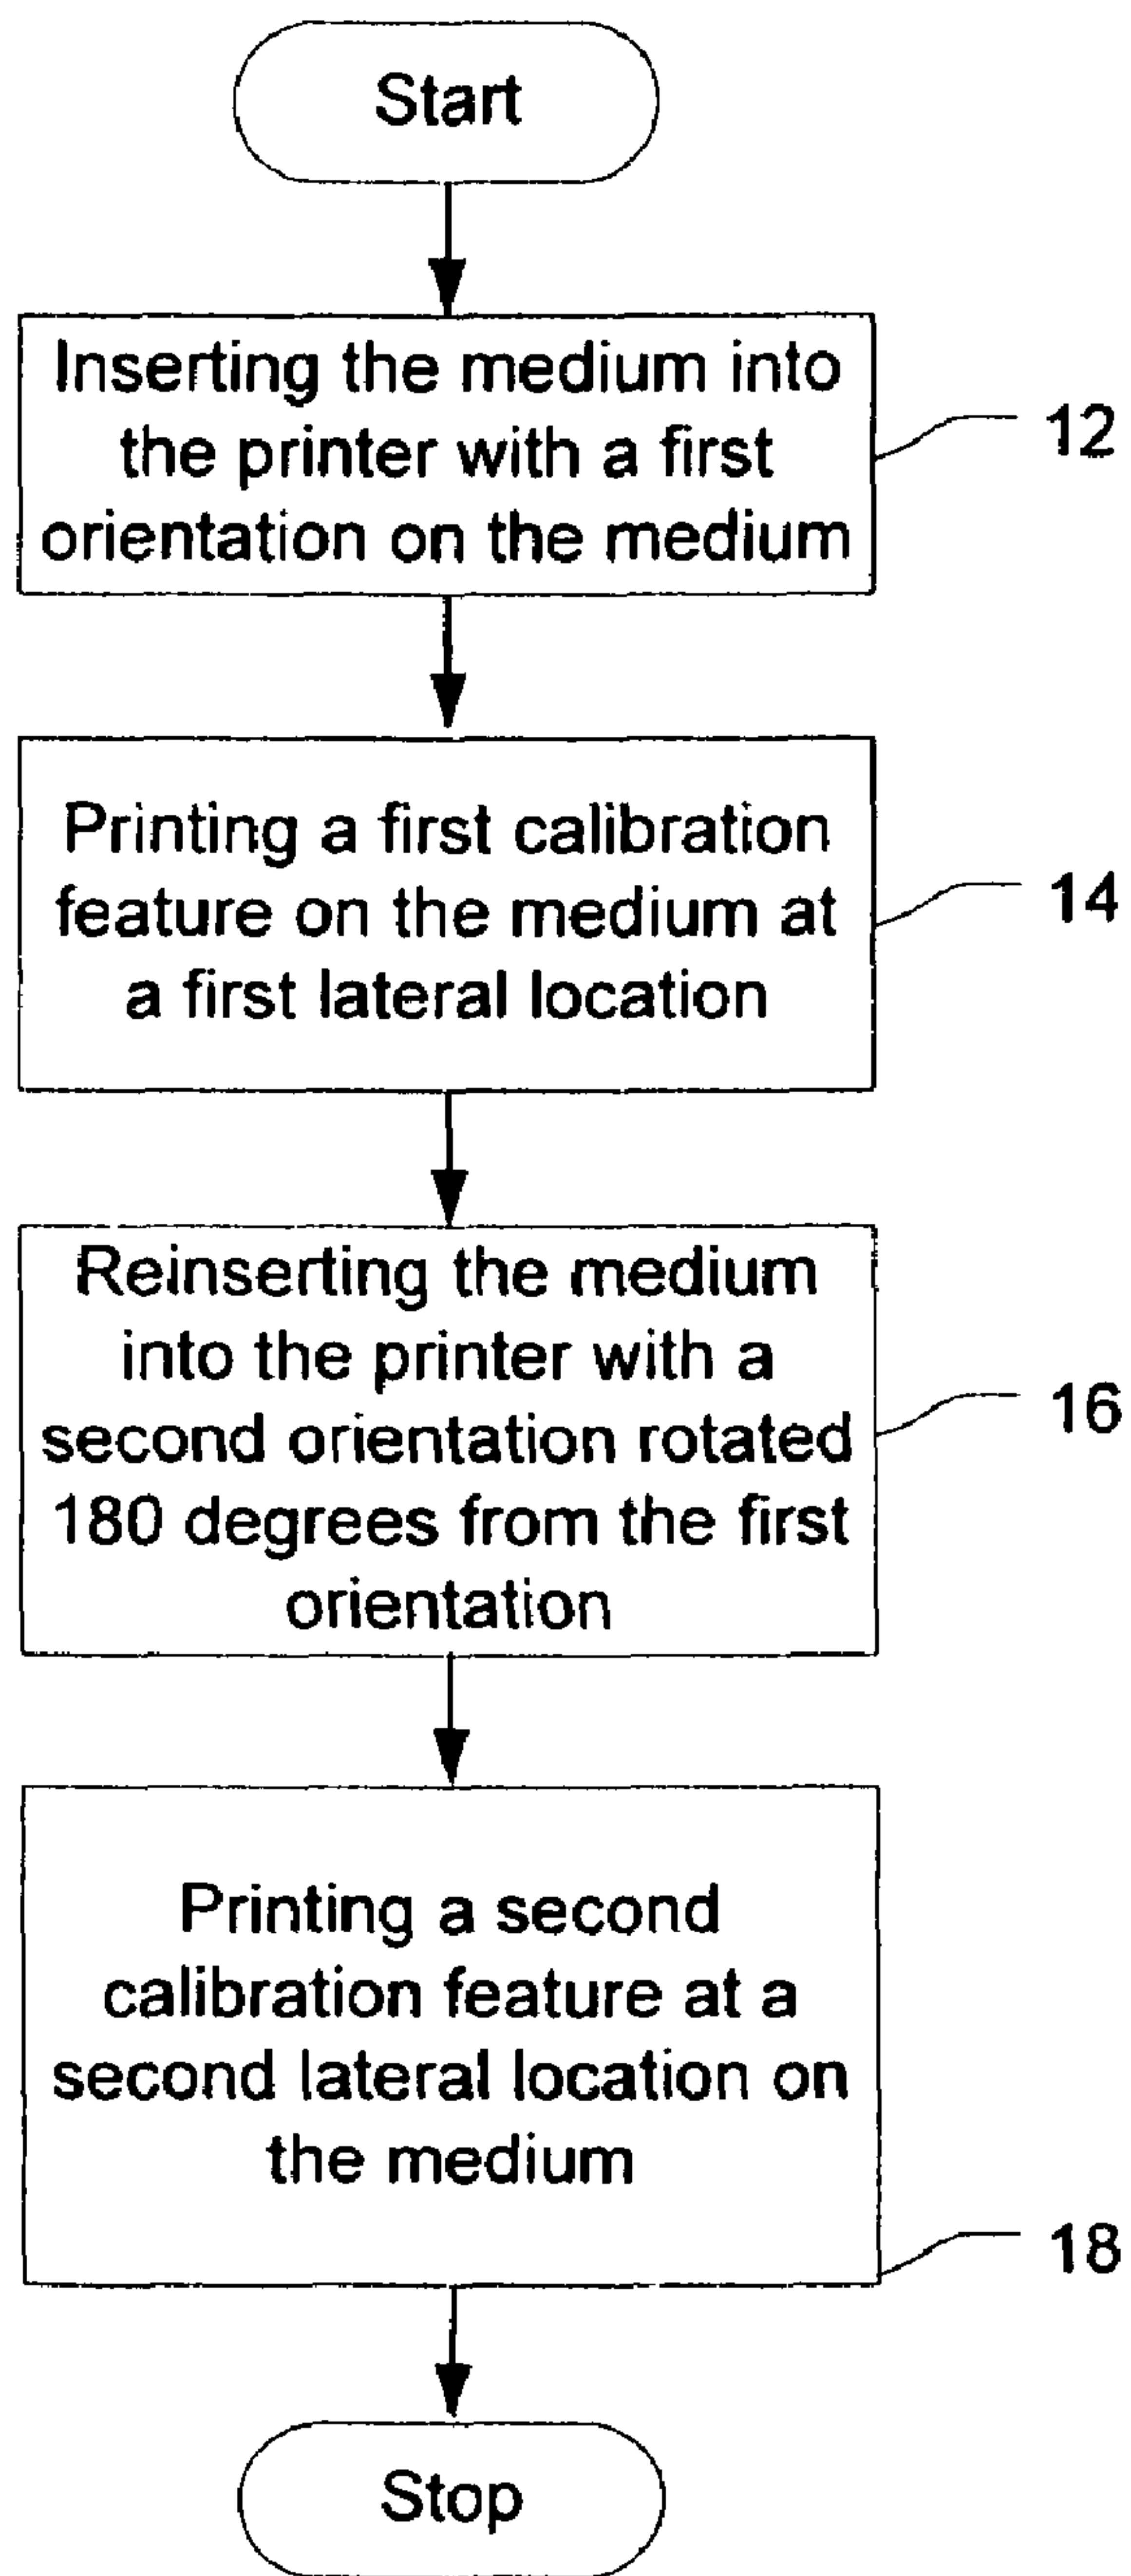 Start
Inserting the medium into
the printer with a first
orientation on the medium
12
Printing a first calibration
feature on the medium at
a first lateral location
14
Reinserting the medium
into the printer with a
second orientation rotated
180 degrees from the first
orientation
16
Printing a second
calibration feature at a
second lateral location on
the medium
18
Stop